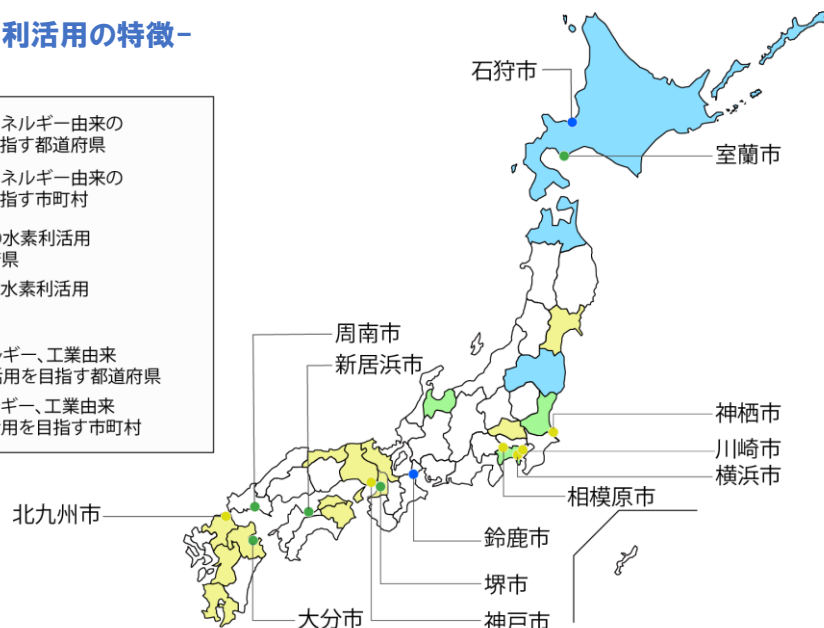 利活用の特徴−
ネルギー由来の
指す都道府県
ネルギー由来の
指す市町村
の水素利活用
県
水素利活用
ルギー、工業由来
活用を目指す都道府県
ギー、工業由来
用を目指す市町村
石狩市
室蘭市
周南市
新居浜市
神栖市
川崎市
横浜市
相模原市
北九州市
鈴鹿市
堺市
大分市
神戸市